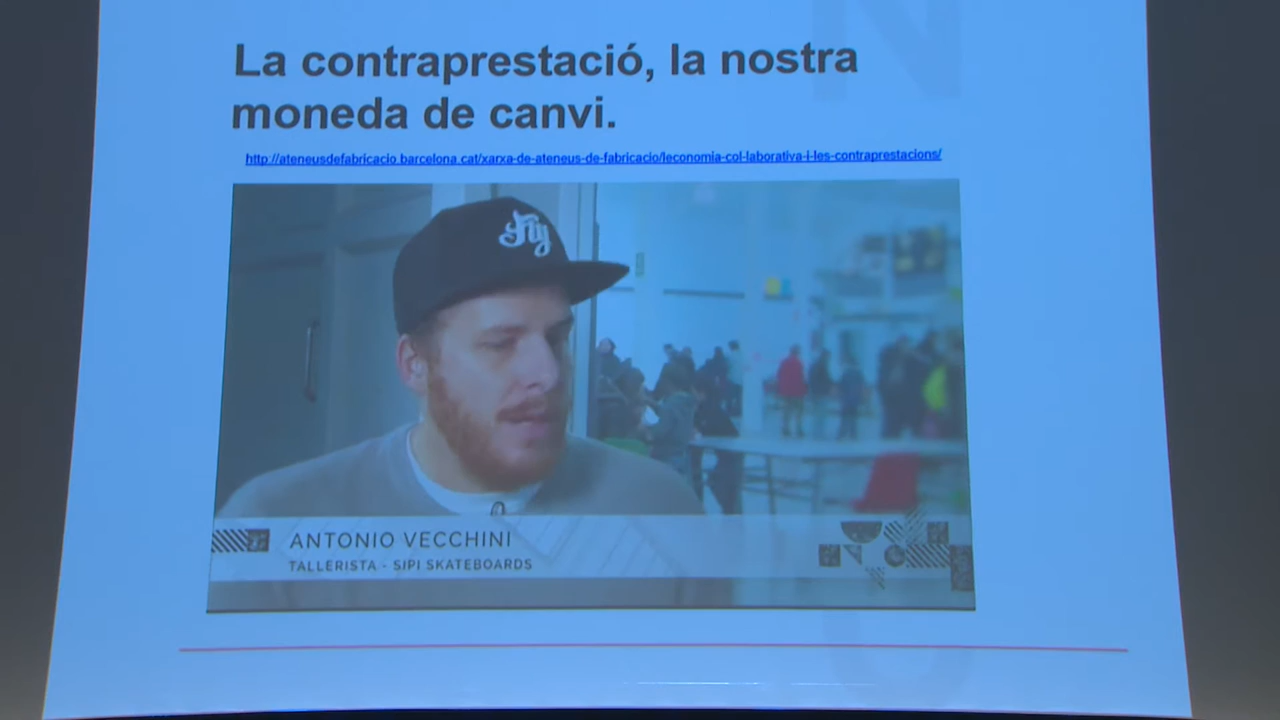 La contraprestació, la nostra
moneda de canvi.
http://ateneusdefabricacio.barcelona.cat/xarxa-de-ateneus-de-fabricacio/leconomia-col-laborativa-i-les-contraprestacions/
ANTONIO VECCHINI
TALLERISTA - SIPI SKATEBOARDS